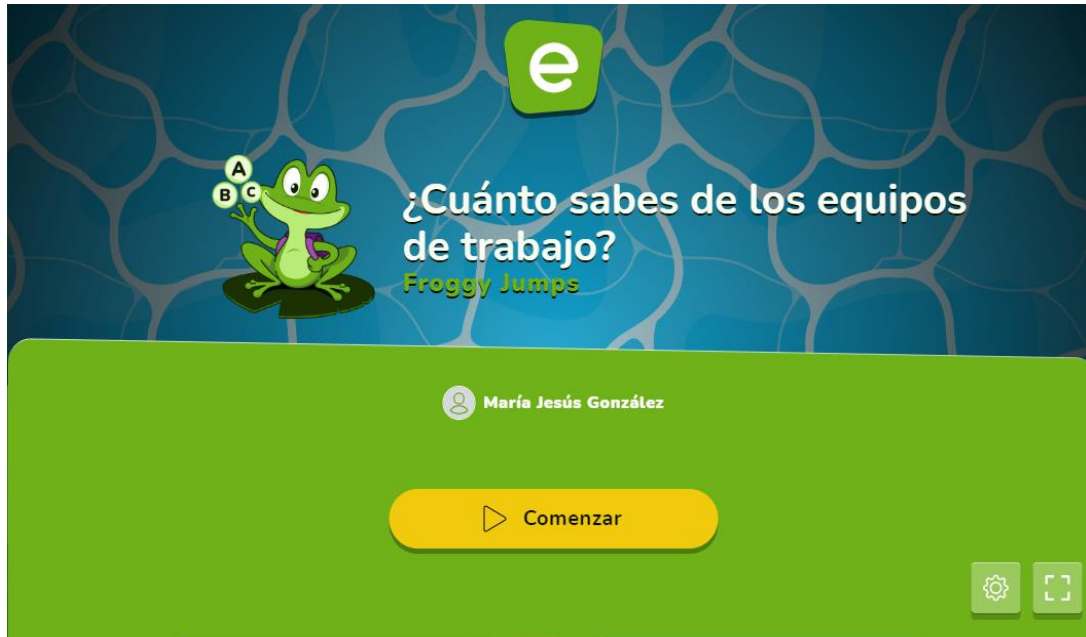 e
A
B C
¿Cuánto sabes de los equipos
de trabajo?
Froggy Jumps
María Jesús González
Comenzar